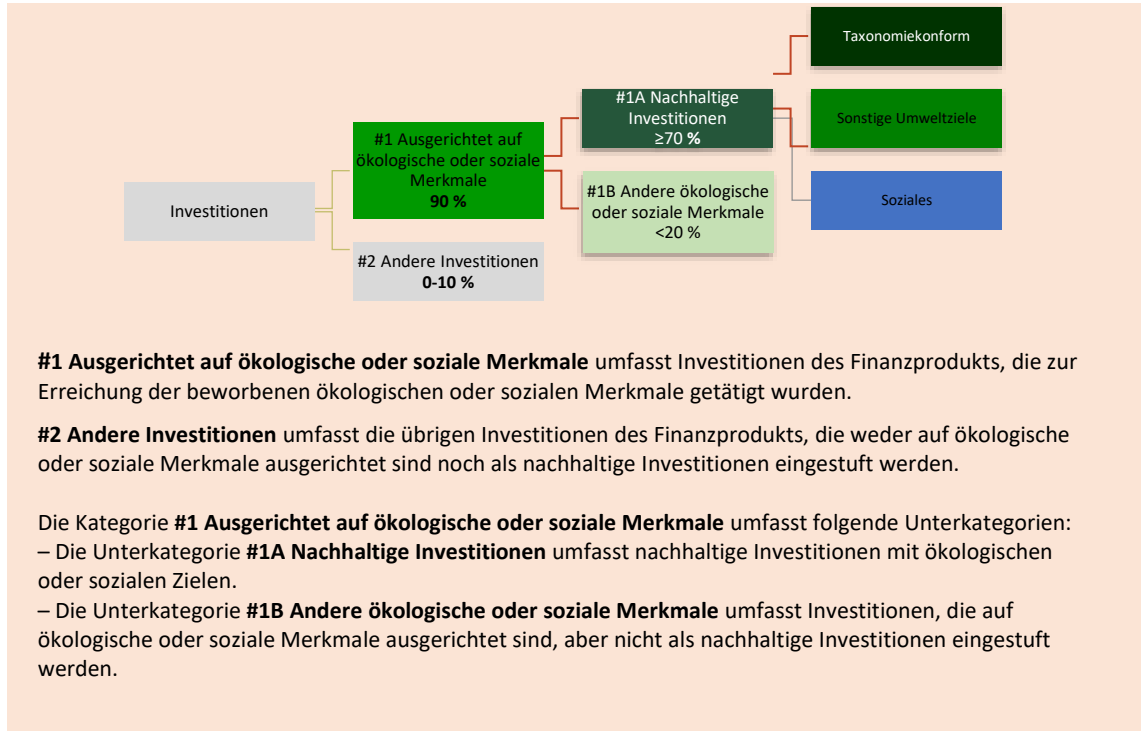 Taxonomiekonform
#1A Nachhaltige
Investitionen
≥70 %
Sonstige Umweltziele
#1 Ausgerichtet auf
ökologische oder soziale
Merkmale
90 %
#1B Andere ökologische
oder soziale Merkmale
<20 %
Soziales
Investitionen
#2 Andere Investitionen
0-10 %
#1 Ausgerichtet auf ökologische oder soziale Merkmale umfasst Investitionen des Finanzprodukts, die zur
Erreichung der beworbenen ökologischen oder sozialen Merkmale getätigt wurden.
#2 Andere Investitionen umfasst die übrigen Investitionen des Finanzprodukts, die weder auf ökologische
oder soziale Merkmale ausgerichtet sind noch als nachhaltige Investitionen eingestuft werden.
Die Kategorie #1 Ausgerichtet auf ökologische oder soziale Merkmale umfasst folgende Unterkategorien:
– Die Unterkategorie #1A Nachhaltige Investitionen umfasst nachhaltige Investitionen mit ökologischen
oder sozialen Zielen.
– Die Unterkategorie #1B Andere ökologische oder soziale Merkmale umfasst Investitionen, die auf
ökologische oder soziale Merkmale ausgerichtet sind, aber nicht als nachhaltige Investitionen eingestuft
werden.